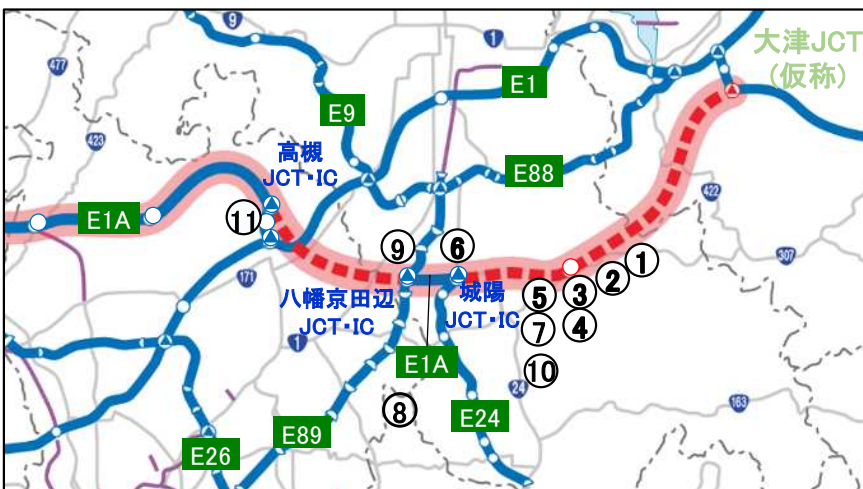 9
1
大津JCT
(仮称)
477
E1
E9
423
高槻
JCT・IC
E88
422
E1A
⑪
⑨
⑥
307
①
②
171
八幡京田辺
JCT・IC
城陽
JCT・IC
⑤
③
⑦
④
1
E1A
⑩
24
163
⑧
E24
E89
E26